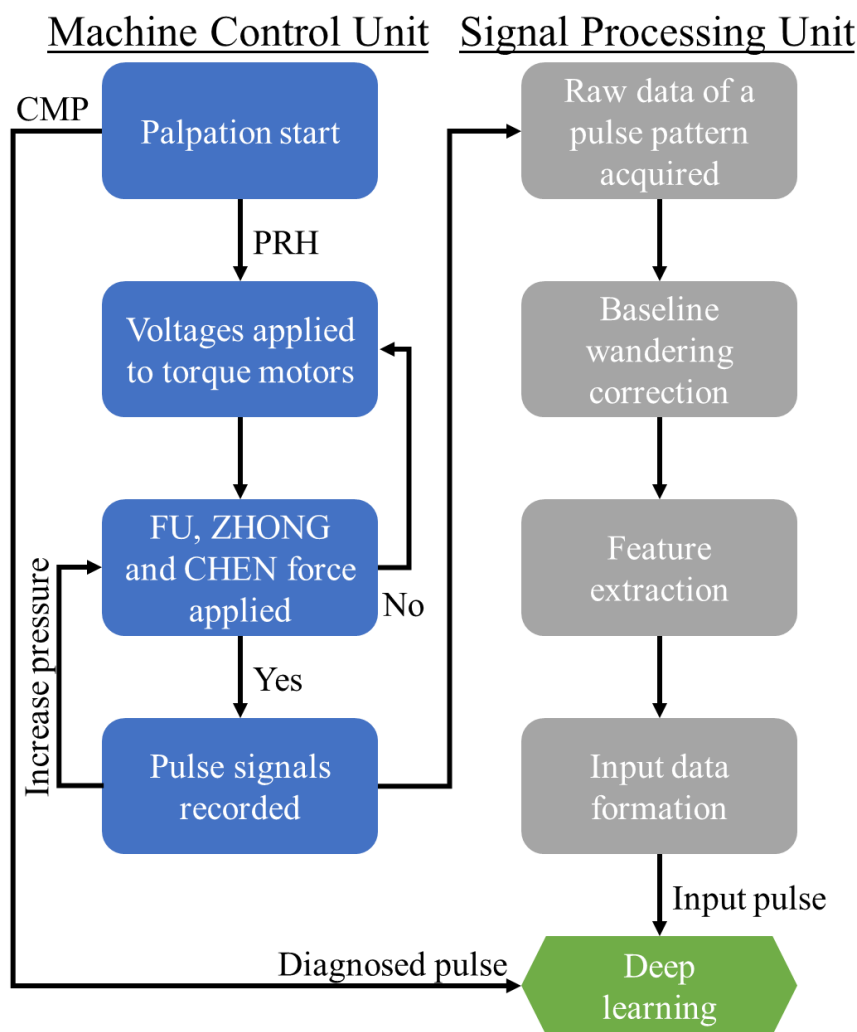 Machine Control Unit
Signal Processing Unit
CMP
Palpation start
PRH
Voltages applied
to torque motors
FU, ZHONG
and CHEN force
applied
No
Yes
Increase pressure
Pulse signals
recorded
Raw data of a
pulse pattern
acquired
Baseline
wandering
correction
Feature
extraction
Input data
formation
Input pulse
Diagnosed pulse
Deep
learning